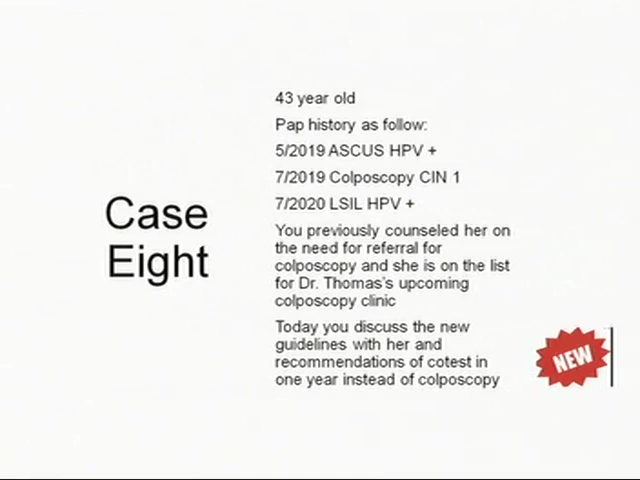 Case
Eight
43 year old
Pap history as follow:
5/2019 ASCUS HPV +
7/2019 Colposcopy CIN 1
7/2020 LSIL HPV +
You previously counseled her on
the need for referral for
colposcopy and she is on the list
for Dr. Thomas's upcoming
colposcopy clinic
Today you discuss the new
guidelines with her and
recommendations of cotest in
one year instead of colposcopy
NEW